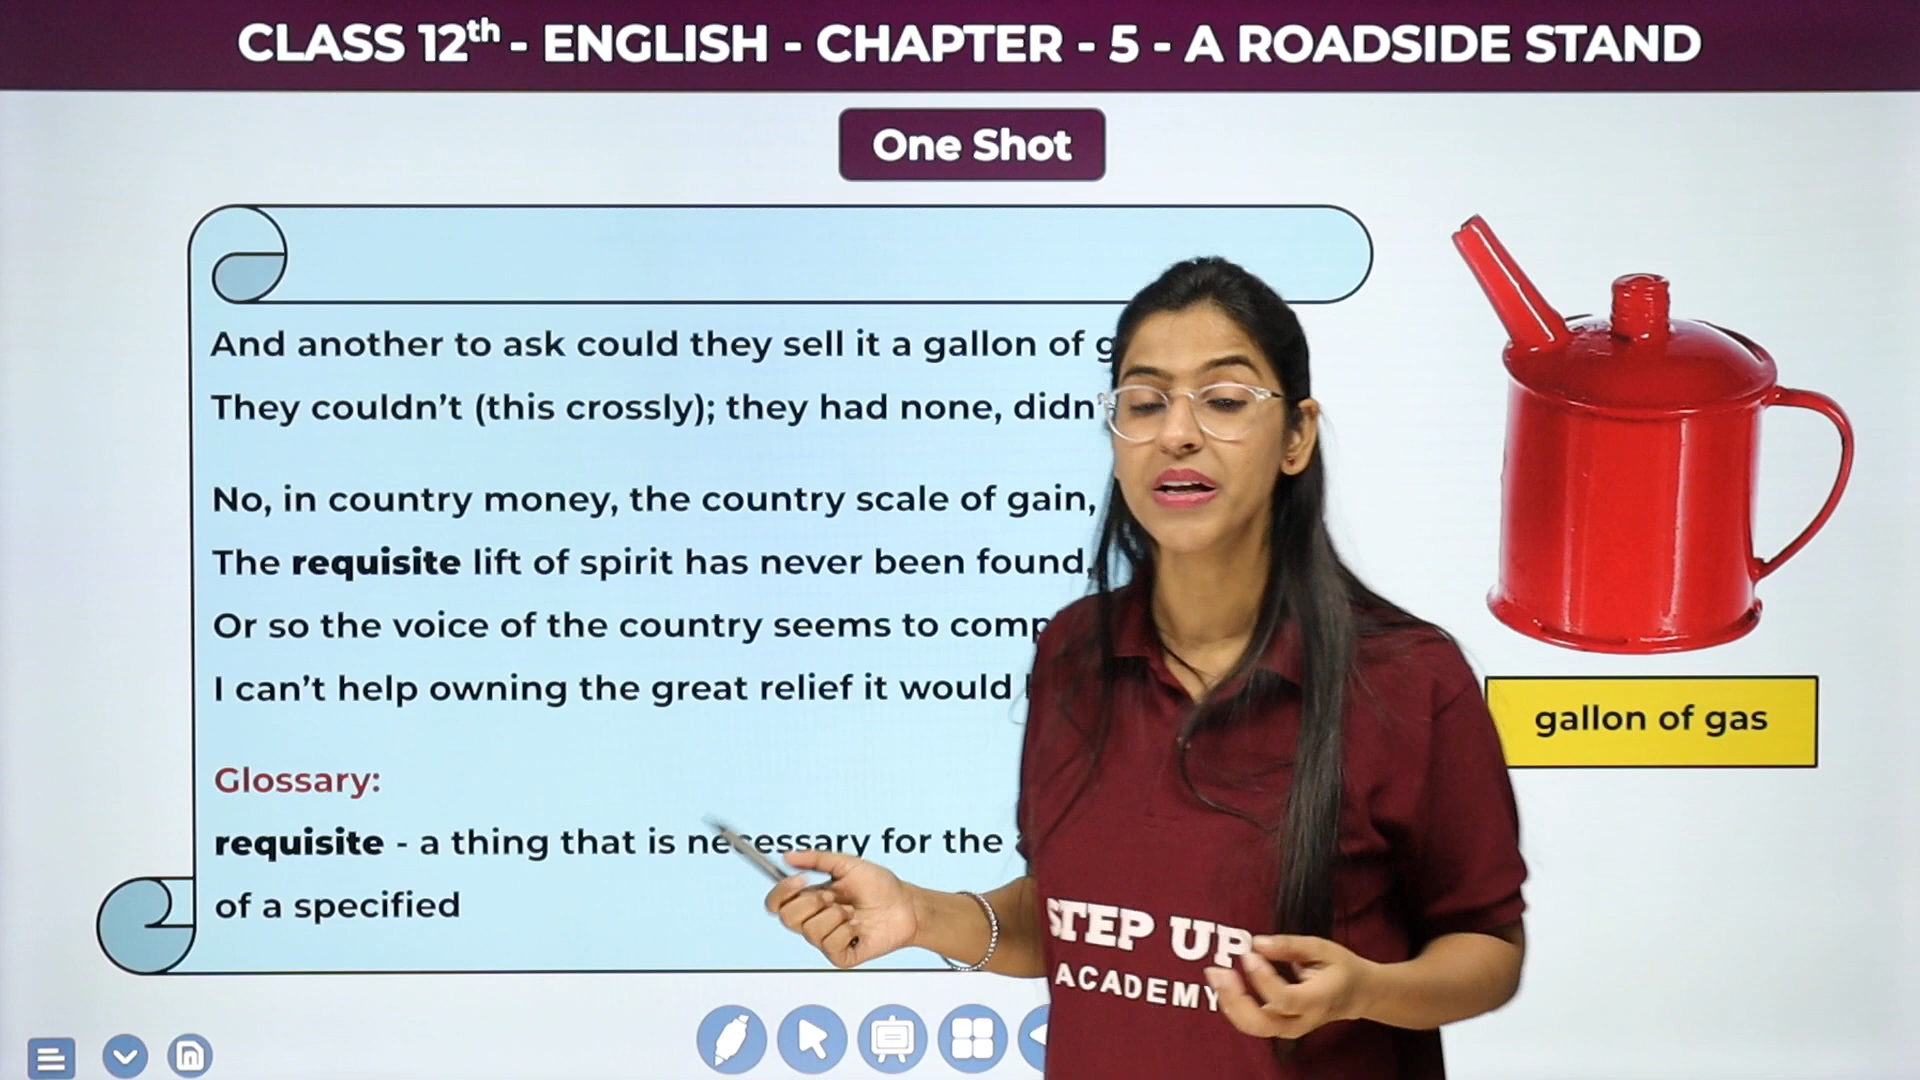 CLASS 12th - ENGLISH - CHAPTER - 5 - A ROADSIDE STAND
One Shot
And another to ask could they sell it a gallon of
They couldn’t (this crossly); they had none, didn’
No, in country money, the country scale of gain,
The requisite lift of spirit has never been found,
Or so the voice of the country seems to
I can’t help owning the great relief it would
Glossary:
requisite - a thing that is necessary for the
of a specified
gallon of gas
STEP UP
ACADEMY